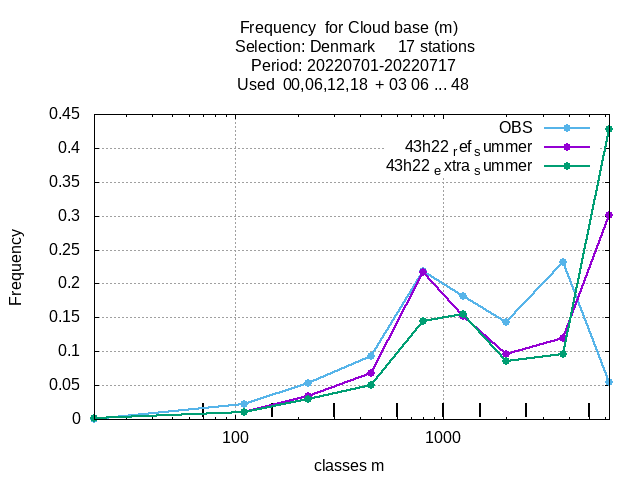 Frequency for Cloud base (m)
Selection: Denmark 17 stations
Period: 20220701-20220717
Used 00,06,12,18 + 03 06 ... 48
OBS
43h22 ref summer
43h22 extra summer
0.45
0.4
0.35
0.3
0.25
0.2
0.15
0.1
0.05
0
Frequency
100
1000
classes m